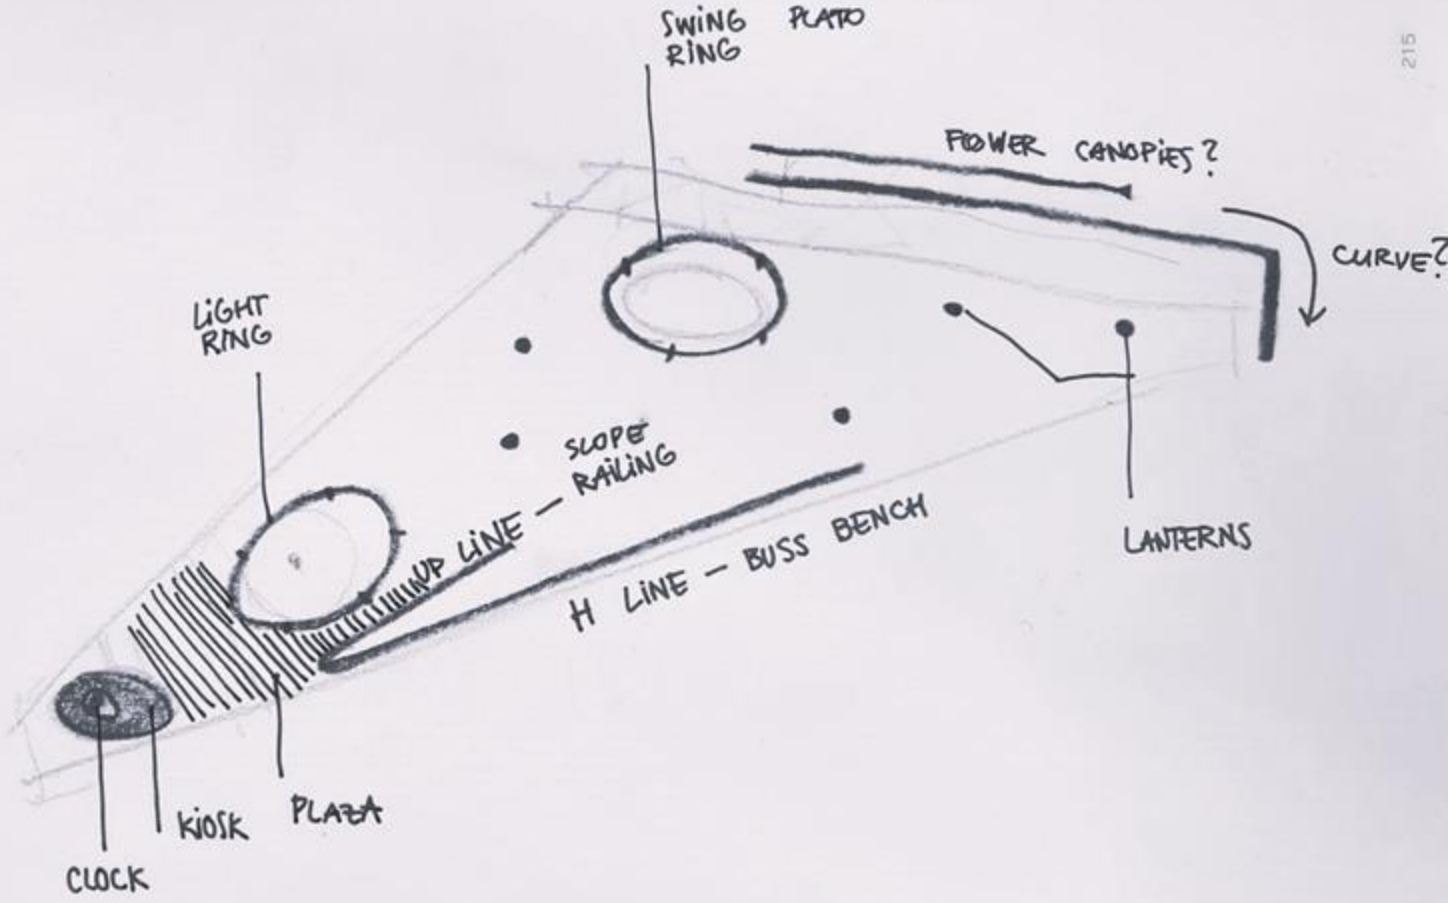 SWING PLATO
RING
215
FLOWER CANOPIES?
CURVE?
LIGHT
RING
SLOPE
RAILING
UP LINE —
H LINE — BUSS BENCH
LANTERNS
PLAZA
KIOSK
CLOCK